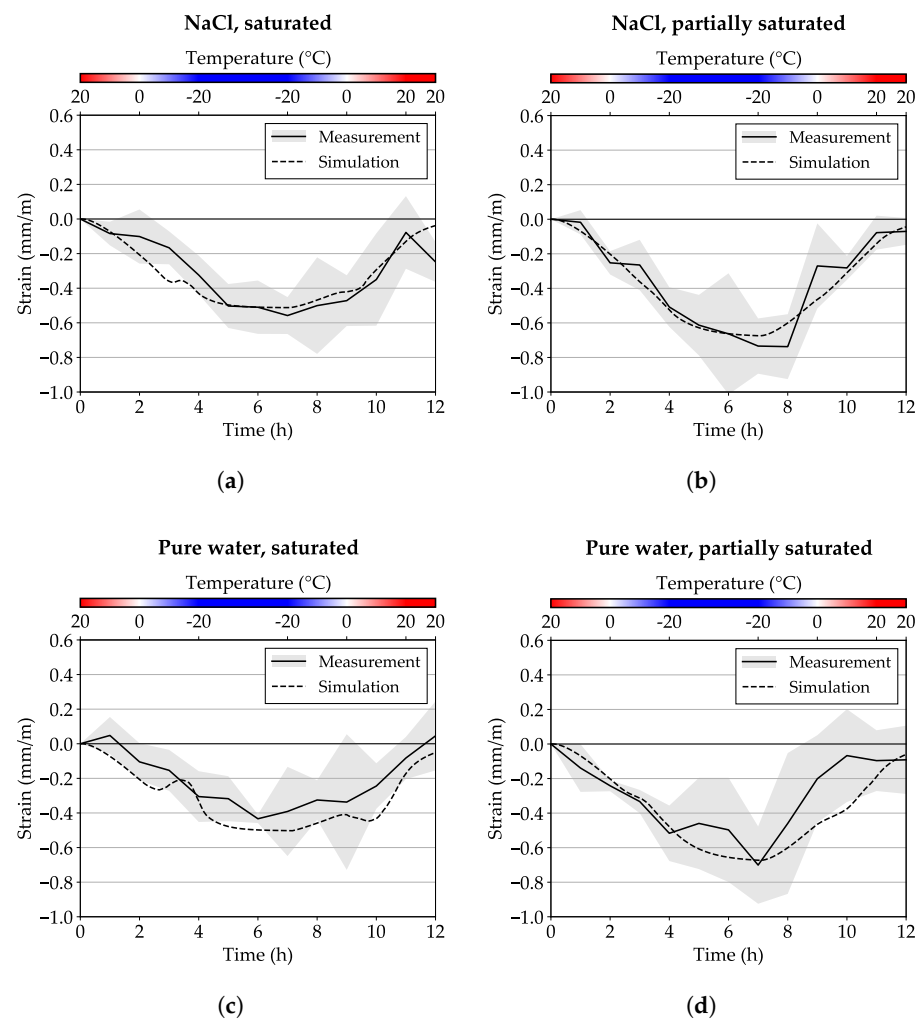 NaCl, saturated
Temperature (°C)
20 0 -20 -20 0 20 20
0.6
0.4
0.2
0.0
−0.2
−0.4
−0.6
−0.8
−1.0
Strain (mm/m)
Measurement
Simulation
0 2 4 6 8 10 12
Time (h)
(a)
NaCl, partially saturated
Temperature (°C)
20 0 -20 -20 0 20 20
0.6
0.4
0.2
0.0
−0.2
−0.4
−0.6
−0.8
−1.0
Strain (mm/m)
Measurement
Simulation
0 2 4 6 8 10 12
Time (h)
(b)
Pure water, saturated
Temperature (°C)
20 0 -20 -20 0 20 20
0.6
0.4
0.2
0.0
−0.2
−0.4
−0.6
−0.8
−1.0
Strain (mm/m)
Measurement
Simulation
0 2 4 6 8 10 12
Time (h)
(c)
Pure water, partially saturated
Temperature (°C)
20 0 -20 -20 0 20 20
0.6
0.4
0.2
0.0
−0.2
−0.4
−0.6
−0.8
−1.0
Strain (mm/m)
Measurement
Simulation
0 2 4 6 8 10 12
Time (h)
(d)